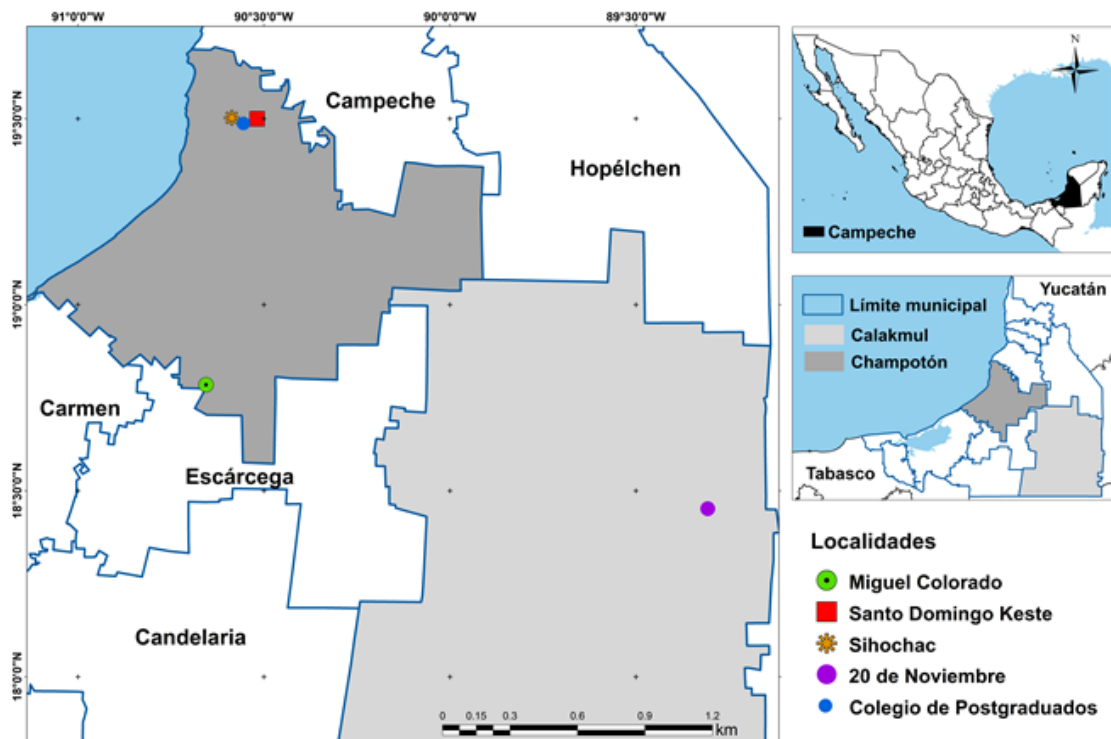 91°0'0"W
90°30'0"W
90°0'0"W
89°30'0"W
19°30'0"N
19°0'0"N
18°30'0"N
18°0'0"N
Campeche
Hopélchen
Carmen
Escárcega
Candelaria
0 0.15 0.3 0.6 0.9 1.2
km
N
Campeche
Límite municipal
Calakmul
Champotón
Yucatán
Tabasco
Localidades
Miguel Colorado
Santo Domingo Keste
Sihochac
20 de Noviembre
Colegio de Postgraduados